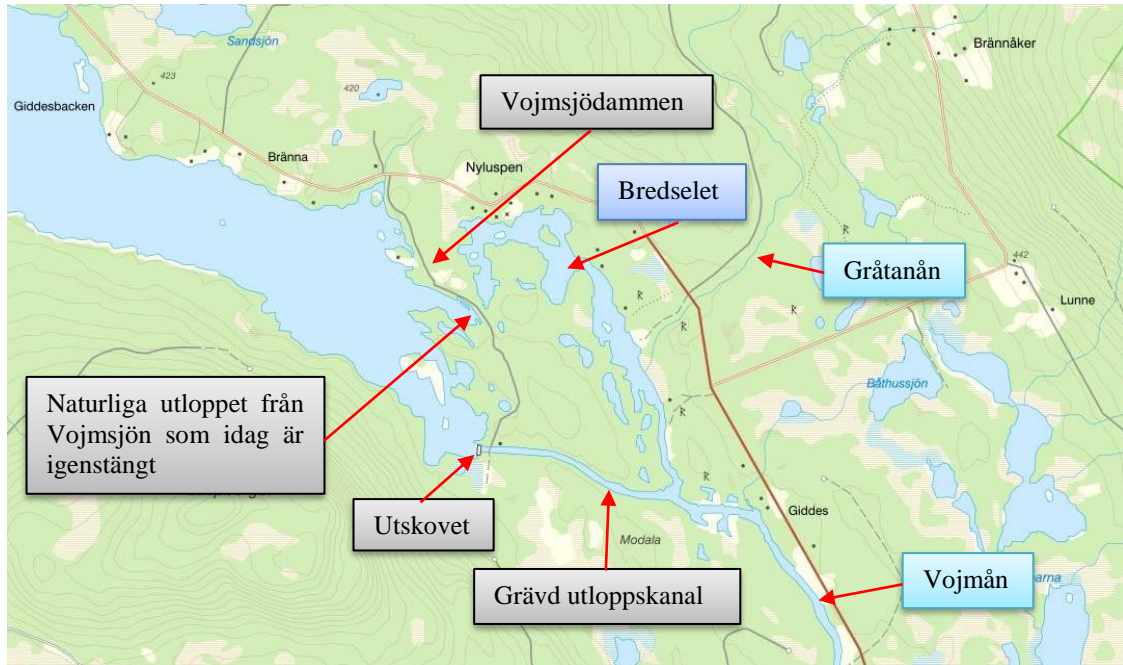 Sandsjön
Brännåker
423
420
Giddesbacken
Vojmsjödammen
Bränna
Nyluspen
Bredselet
R
Gråtanån
442
Lunne
R
R
R
Båthussjön
Naturliga utloppet från
Vojmsjön som idag är
igenstängt
R
R
R
Utskovet
Giddes
Modala
Grävd utloppskanal
Vojmån
arna